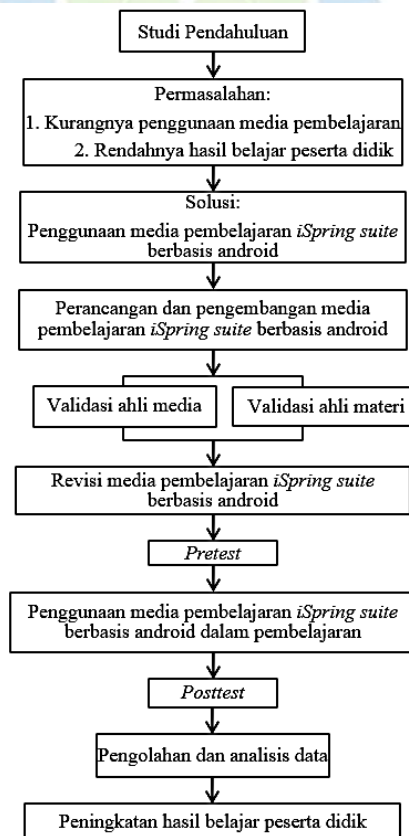 Studi Pendahuluan
Permasalahan:
1. Kurangnya penggunaan media pembelajaran
2. Rendahnya hasil belajar peserta didik
Solusi:
Penggunaan media pembelajaran iSpring suite
berbasis android
Perancangan dan pengembangan media
pembelajaran iSpring suite berbasis android
Validasi ahli media
Validasi ahli materi
Revisi media pembelajaran iSpring suite
berbasis android
Pretest
Penggunaan media pembelajaran iSpring suite
berbasis android dalam pembelajaran
Posttest
Pengolahan dan analisis data
Peningkatan hasil belajar peserta didik